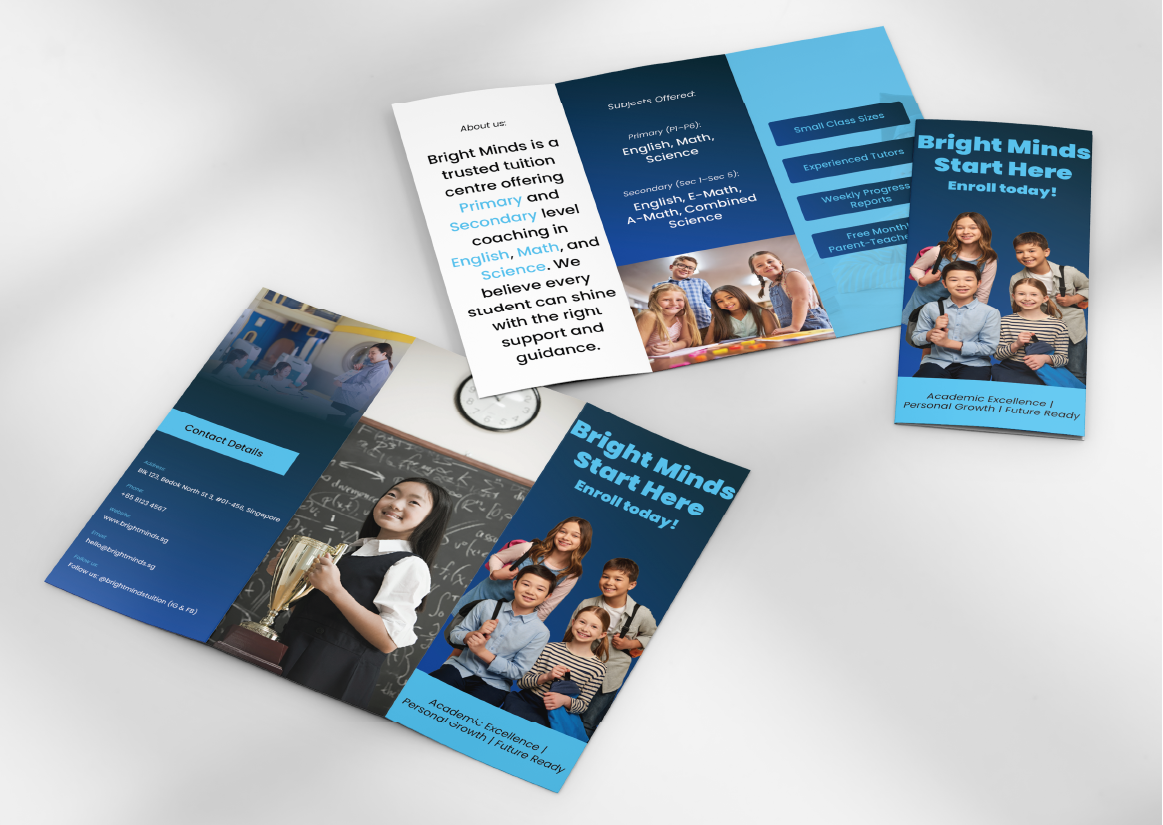 About us:
Bright Minds is a
trusted tuition
centre offering
Primary and
Secondary level
coaching in
English, Math, and
Science. We
believe every
student can shine
with the right
support and
guidance.
Subjects Offered:
Primary (P1–P6):
English, Math,
Science
Secondary (Sec 1–Sec 5):
English, E-Math,
A-Math, Combined
Science
Small Class Sizes
Experienced Tutors
Weekly Progress
Reports
Free Monthl
Parent-Teache
Bright Minds
Start Here
Enroll today!
Academic Excellence |
Personal Growth | Future Ready
Contact Details
Address:
Blk 123, Bedok North St 3, #01-456, Singapore
Phone:
+65 8123 4567
Website:
www.brightminds.sg
Email:
hello@brightminds.sg
Follow us:
Follow us: @brightmindstuition (IG & FB)
Bright Minds
Start Here
Enroll today!
Academic Excellence |
Personal Growth | Future Ready